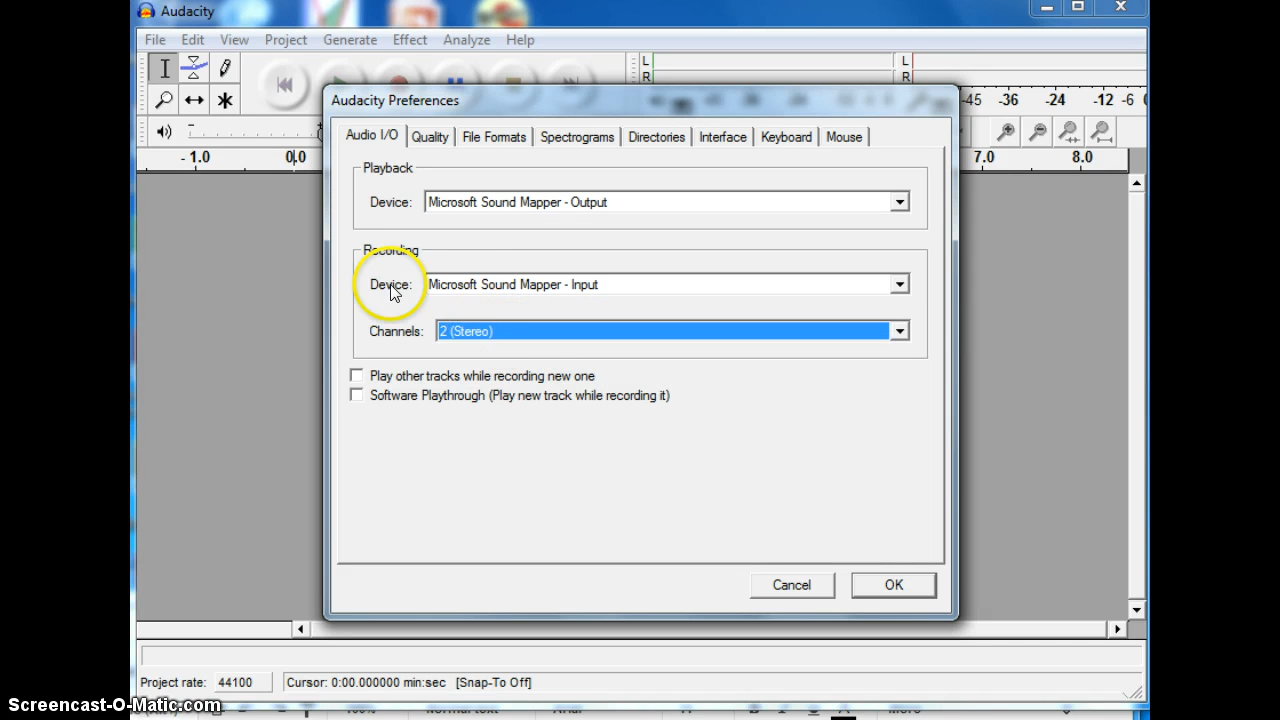 Audacity
File Edit View Project Generate Effect Analyze Help
L L
R R
-45 -36 -24 -12 -6 0
- 1.0 0,0 7.0 8.0
Audacity Preferences
Audio I/O Quality File Formats Spectrograms Directories Interface Keyboard Mouse
Playback
Device: Microsoft Sound Mapper - Output
Recording
Device: Microsoft Sound Mapper - Input
Channels: 2 (Stereo)
Play other tracks while recording new one
Software Playthrough (Play new track while recording it)
Cancel OK
Project rate: 44100 Cursor: 0:00.000000 min:sec [Snap-To Off]
Screencast-O-Matic.com